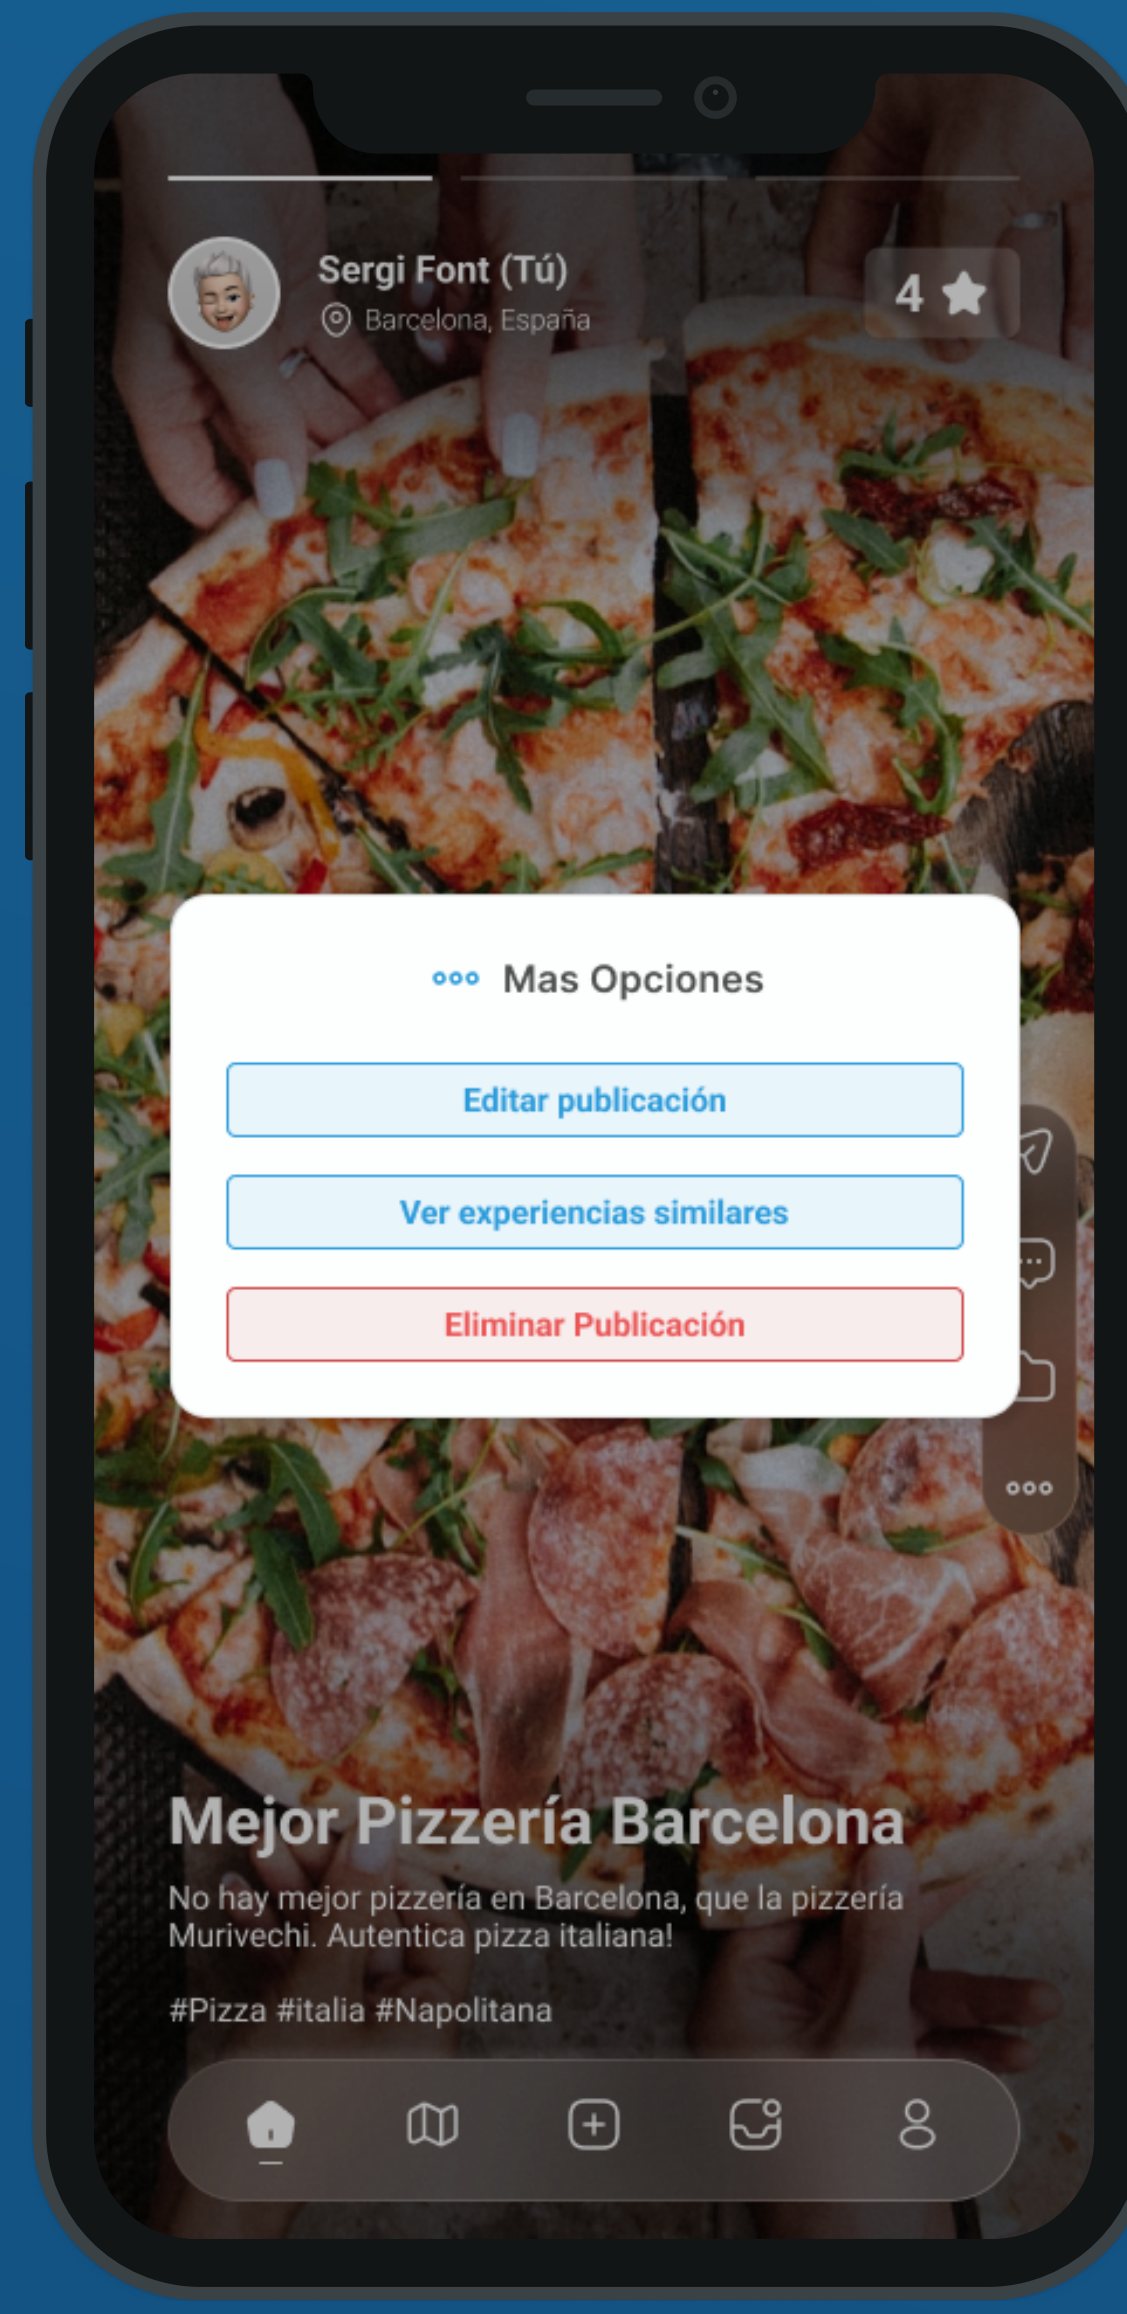 Sergi Font (Tú)
Barcelona, España
4
Mas Opciones
Editar publicación
Ver experiencias similares
Eliminar Publicación
Mejor Pizzería Barcelona
No hay mejor pizzería en Barcelona, que la pizzería
Murivechi. Autentica pizza italiana!
#Pizza #italia #Napolitana